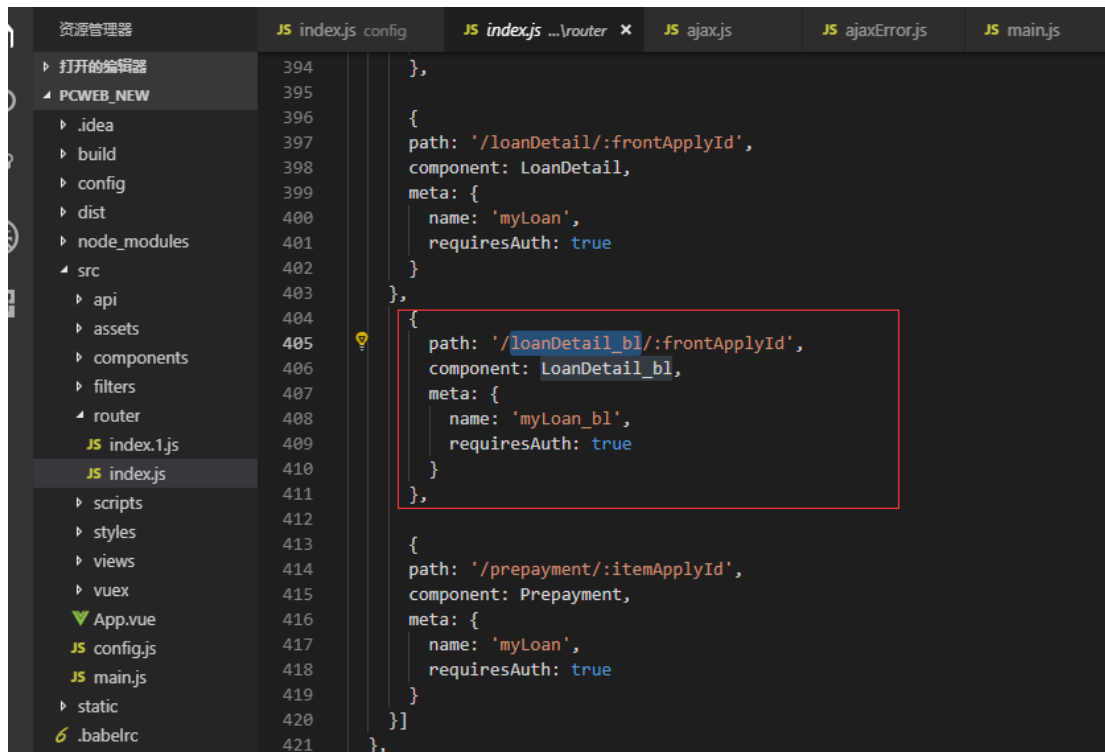 资源管理器
打开的编辑器
PCWEB_NEW
.idea
build
config
dist
node_modules
src
api
assets
components
filters
router
JS index.1.js
JS index.js
scripts
styles
views
vuex
App.vue
JS config.js
JS main.js
static
.babelrc
JS index.js config
JS index.js ...\router ×
JS ajax.js
JS ajaxError.js
JS main.js
394 },
395
396 {
397 path: '/loanDetail/:frontApplyId',
398 component: LoanDetail,
399 meta: {
400 name: 'myLoan',
401 requiresAuth: true
402 }
403 },
404 {
405 path: '/loanDetail_bl/:frontApplyId',
406 component: LoanDetail_bl,
407 meta: {
408 name: 'myLoan_bl',
409 requiresAuth: true
410 }
411 },
412
413 {
414 path: '/prepayment/:itemApplyId',
415 component: Prepayment,
416 meta: {
417 name: 'myLoan',
418 requiresAuth: true
419 }
420 }]
421 },